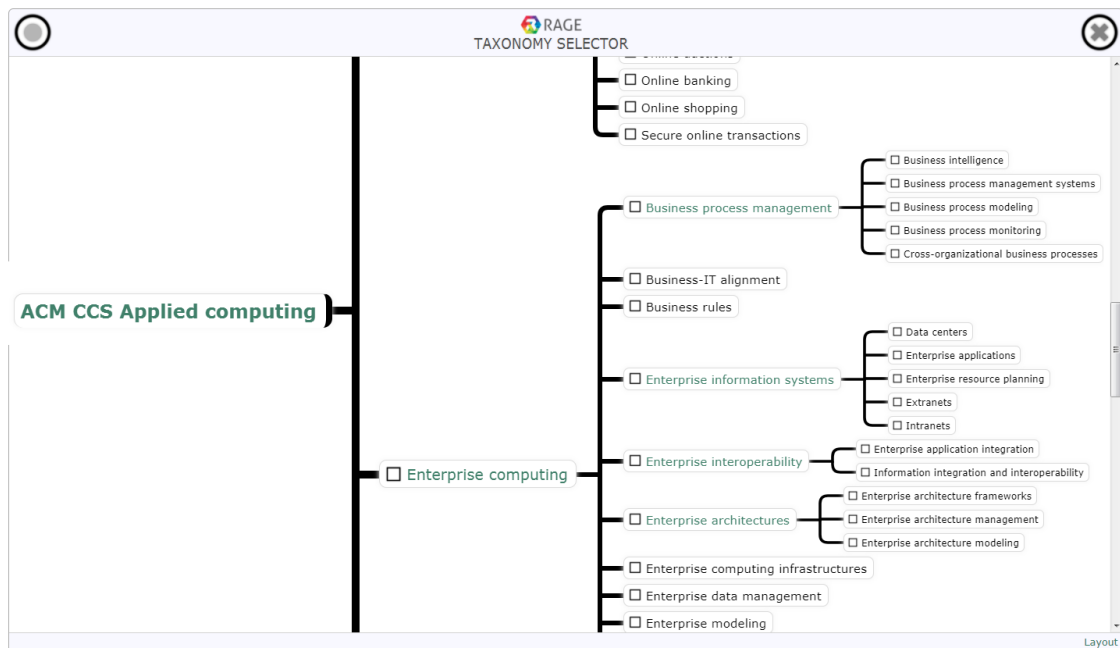 RAGE
TAXONOMY SELECTOR
Online auctions
Online banking
Online shopping
Secure online transactions
Business intelligence
Business process management systems
Business process management
Business process modeling
Business process monitoring
Cross-organizational business processes
Business-IT alignment
ACM CCS Applied computing
Business rules
Data centers
Enterprise applications
Enterprise information systems
Enterprise resource planning
Extranets
Intranets
Enterprise application integration
Enterprise interoperability
Information integration and interoperability
Enterprise computing
Enterprise architecture frameworks
Enterprise architectures
Enterprise architecture management
Enterprise architecture modeling
Enterprise computing infrastructures
Enterprise data management
Enterprise modeling
Layout